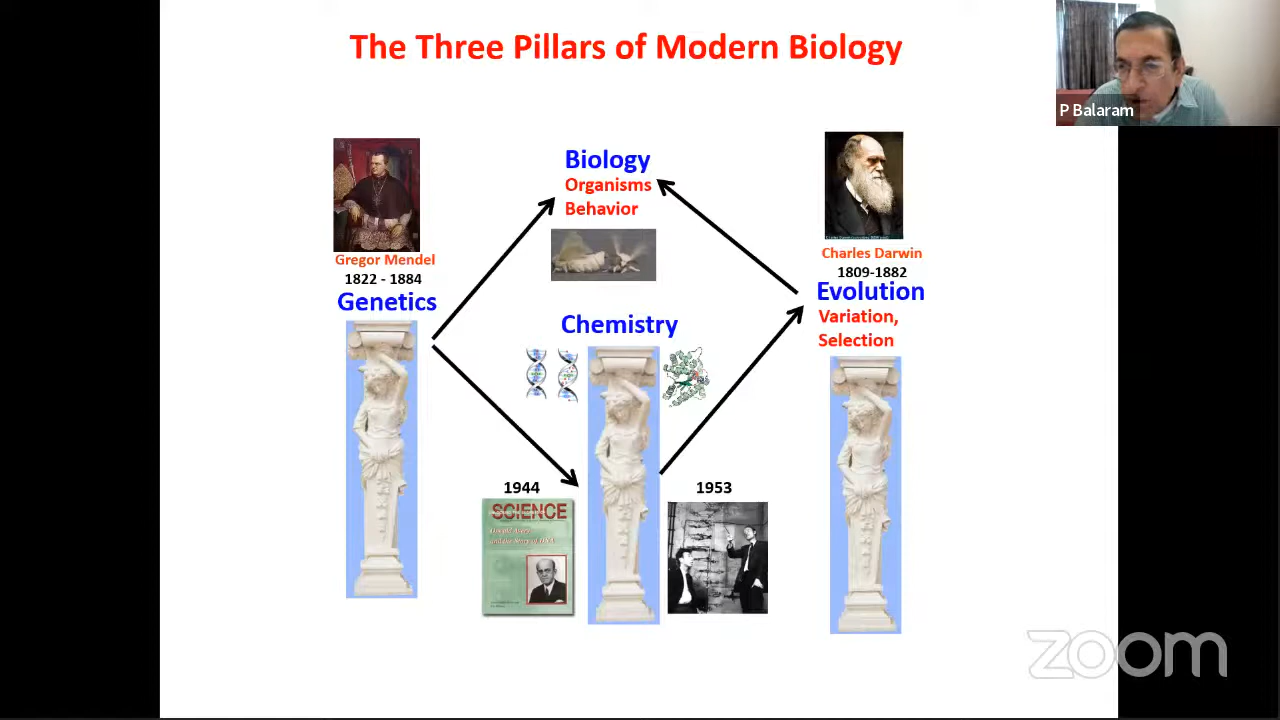 The Three Pillars of Modern Biology
P Balaram
Biology
Organisms
Behavior
Gregor Mendel
1822 - 1884
Genetics
Charles Darwin
1809-1882
Evolution
Variation,
Selection
Chemistry
1944
SCIENCE
1953
zoom